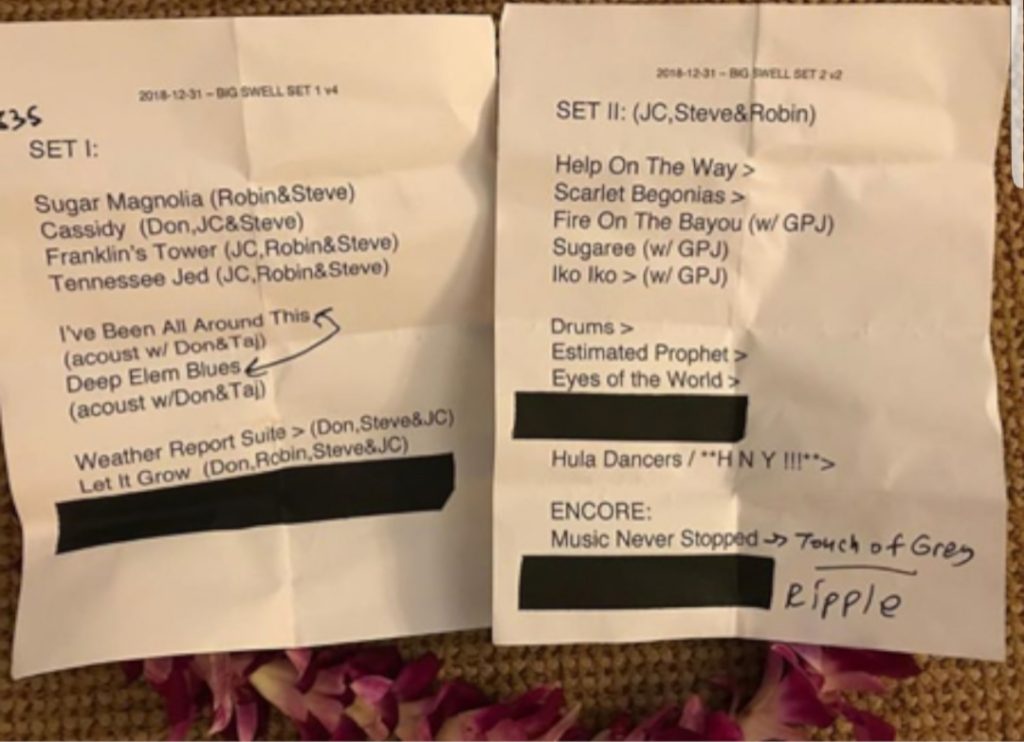 2018-12-31 – BIG SWELL SET 1 v4
535
SET I:
Sugar Magnolia (Robin&Steve)
Cassidy (Don,JC&Steve)
Franklin's Tower (JC,Robin&Steve)
Tennessee Jed (JC,Robin&Steve)
I've Been All Around This
(acoust w/ Don&Taj)
Deep Elem Blues
(acoust w/Don&Taj)
Weather Report Suite > (Don,Steve&JC)
Let It Grow (Don,Robin,Steve&JC)
2018-12-31 – BIG SWELL SET 2 v2
SET II: (JC,Steve&Robin)
Help On The Way >
Scarlet Begonias >
Fire On The Bayou (w/ GPJ)
Sugaree (w/ GPJ)
Iko Iko > (w/ GPJ)
Drums >
Estimated Prophet >
Eyes of the World >
Hula Dancers / **H N Y !!!**>
ENCORE:
Music Never Stopped -> Touch of Grey
Ripple